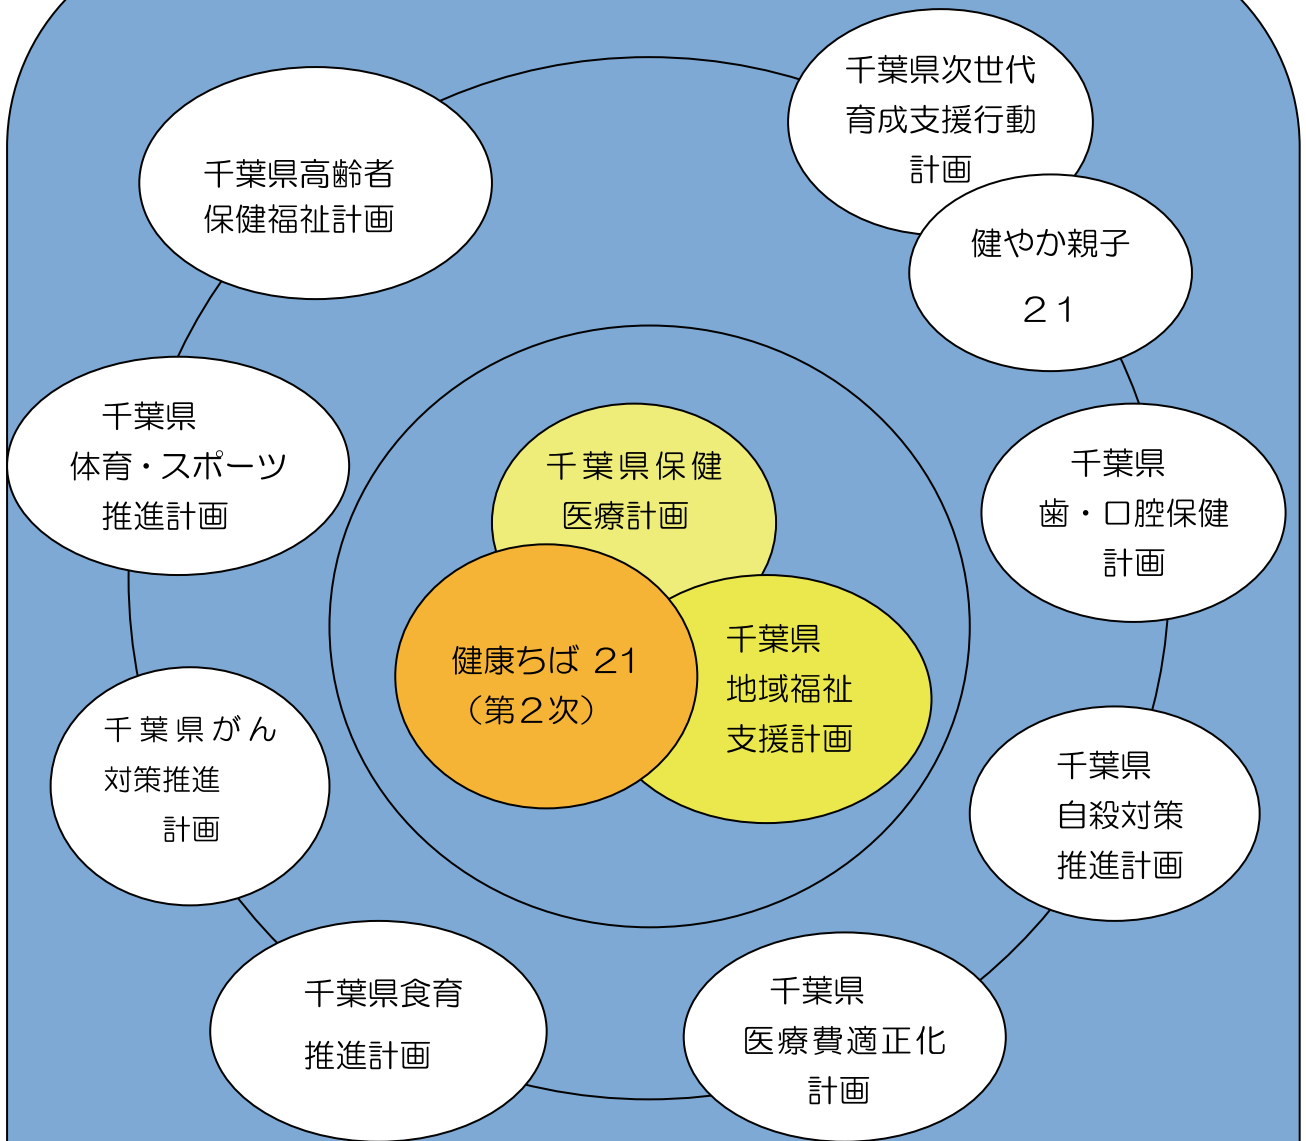 千葉県次世代
育成支援行動
計画
千葉県高齢者
保健福祉計画
健やか親子
２１
千葉県
体育・スポーツ
推進計画
千葉県保健
医療計画
千葉県
歯・口腔保健
計画
健康ちば 21
（第２次）
千葉県
地域福祉
支援計画
千葉県がん
対策推進
計画
千葉県
自殺対策
推進計画
千葉県食育
推進計画
千葉県
医療費適正化
計画